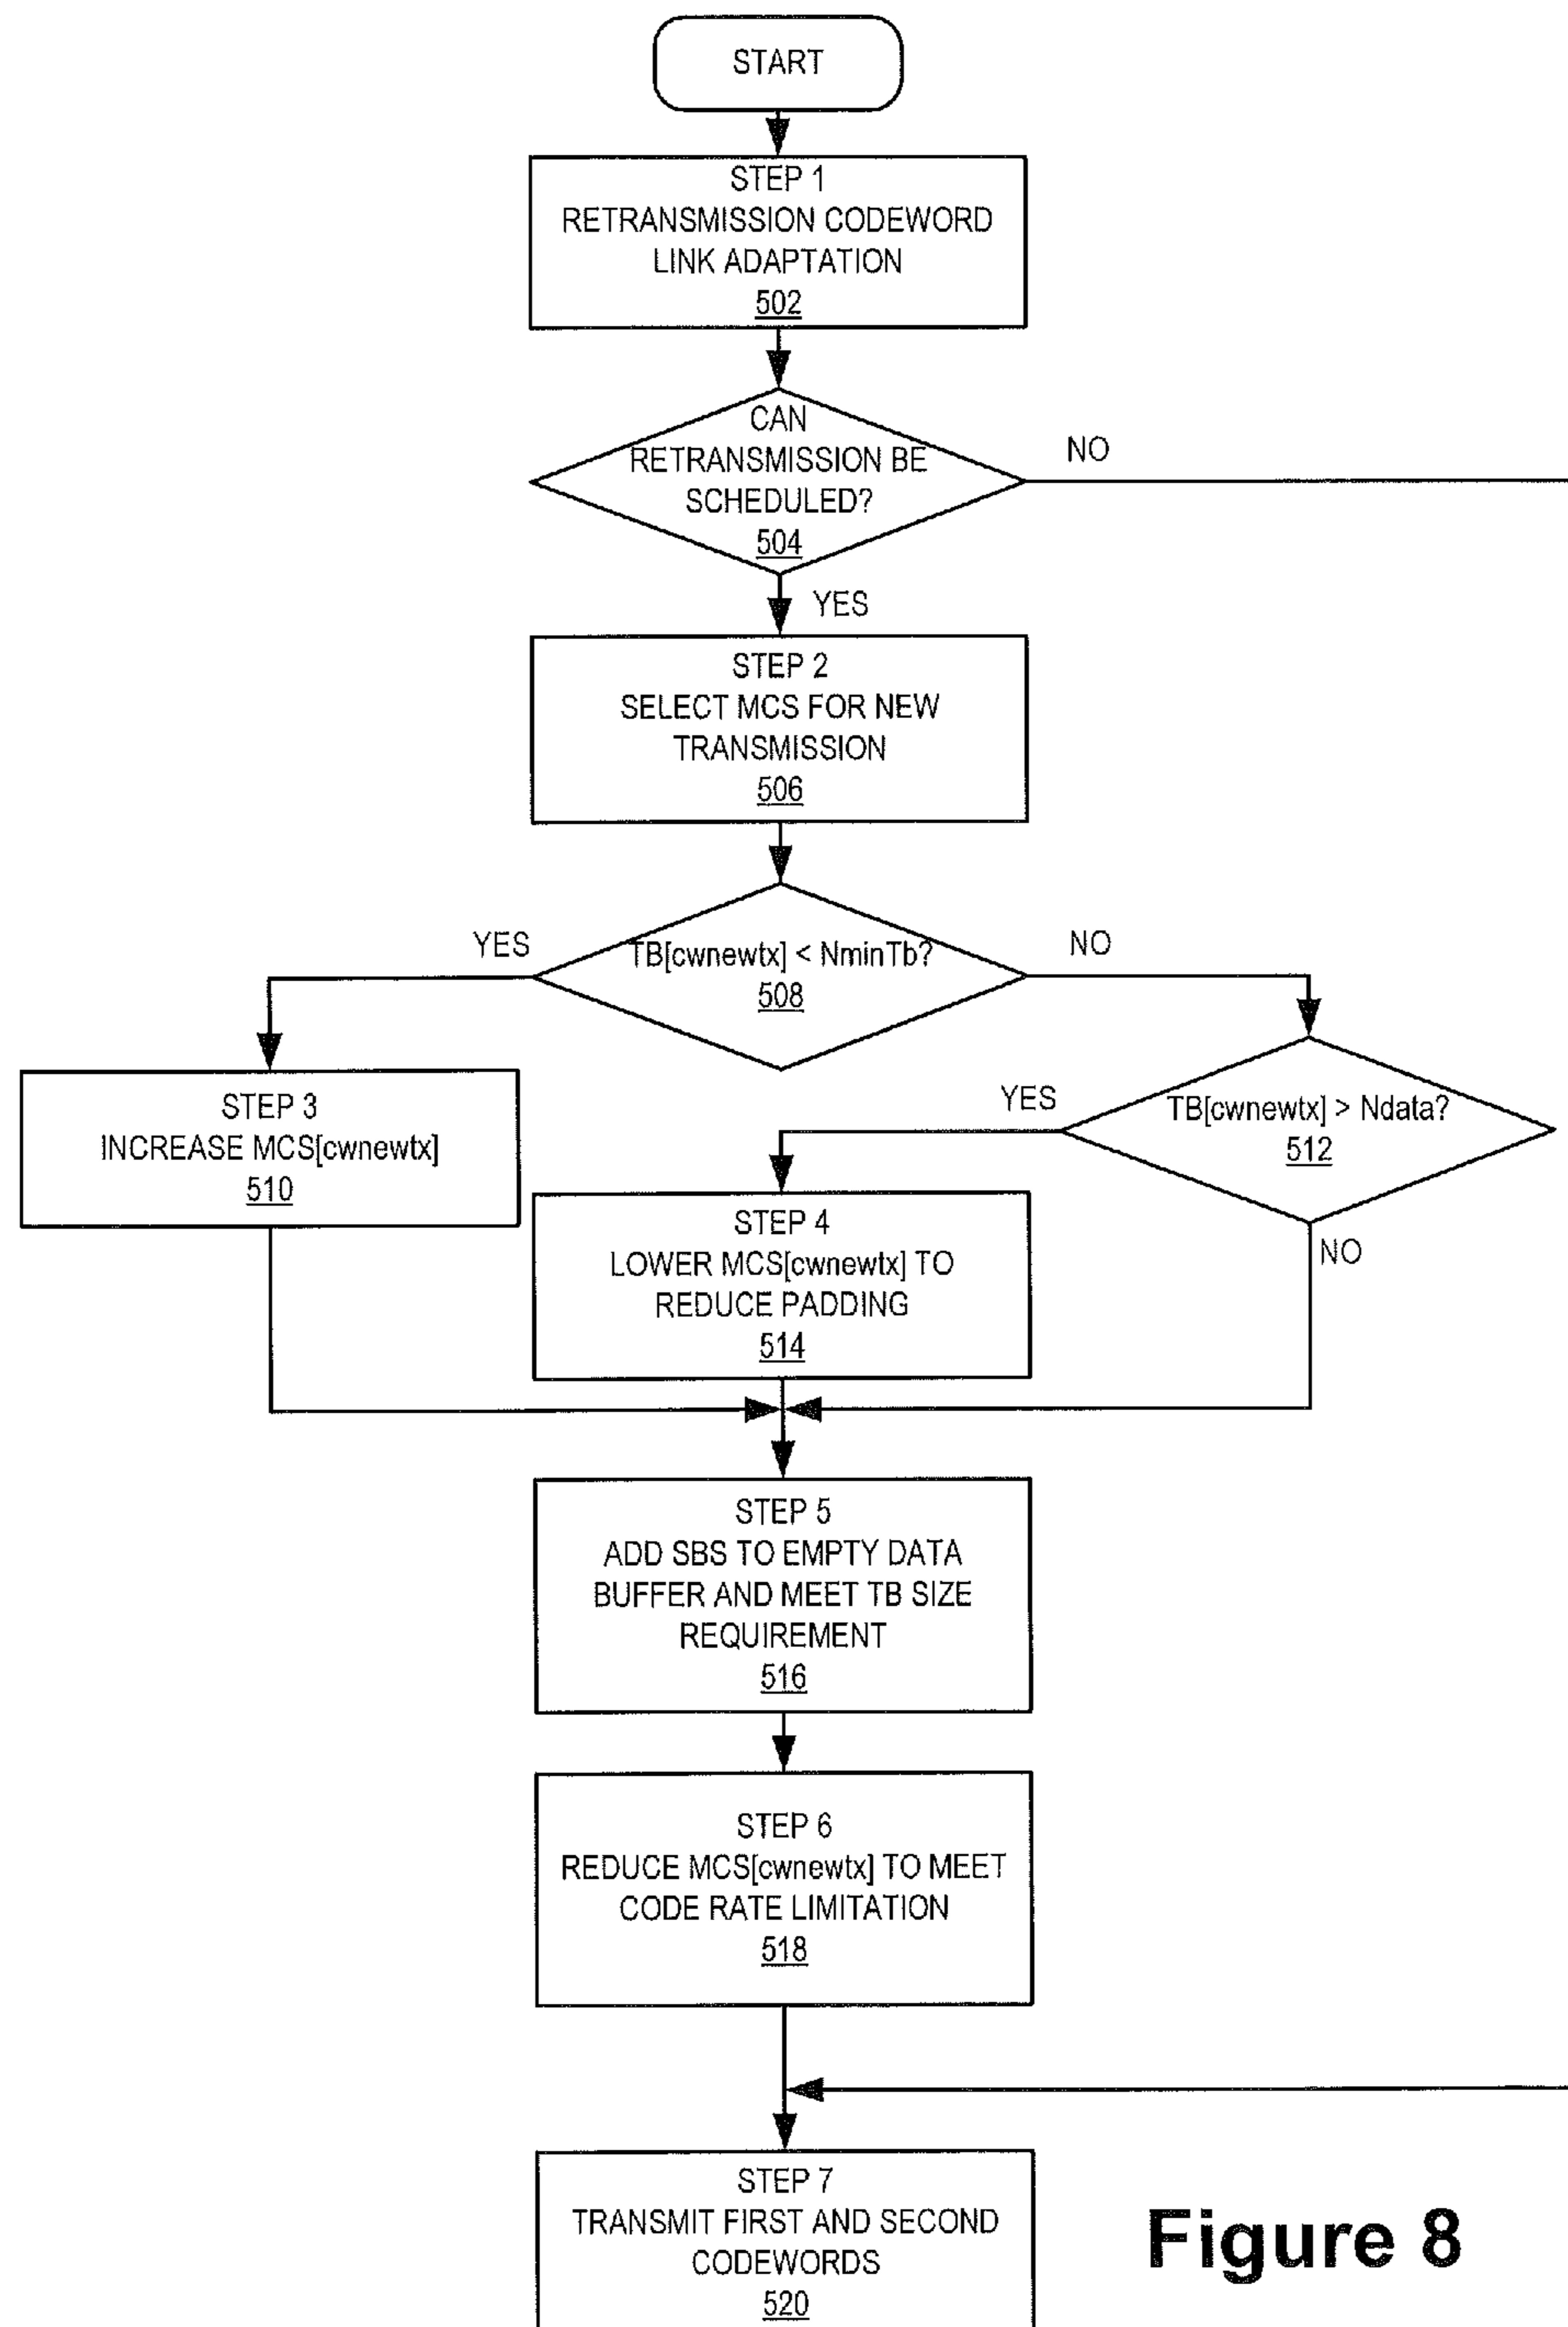 START
STEP 1
RETRANSMISSION CODEWORD
LINK ADAPTATION
502
CAN
RETRANSMISSION BE
SCHEDULED?
504
NO
YES
STEP 2
SELECT MCS FOR NEW
TRANSMISSION
506
YES
TB[cwnewtx] < NminTb?
508
NO
STEP 3
INCREASE MCS[cwnewtx]
510
YES
TB[cwnewtx] > Ndata?
512
NO
STEP 4
LOWER MCS[cwnewtx] TO
REDUCE PADDING
514
STEP 5
ADD SBS TO EMPTY DATA
BUFFER AND MEET TB SIZE
REQUIREMENT
516
STEP 6
REDUCE MCS[cwnewtx] TO MEET
CODE RATE LIMITATION
518
STEP 7
TRANSMIT FIRST AND SECOND
CODEWORDS
520
Figure 8